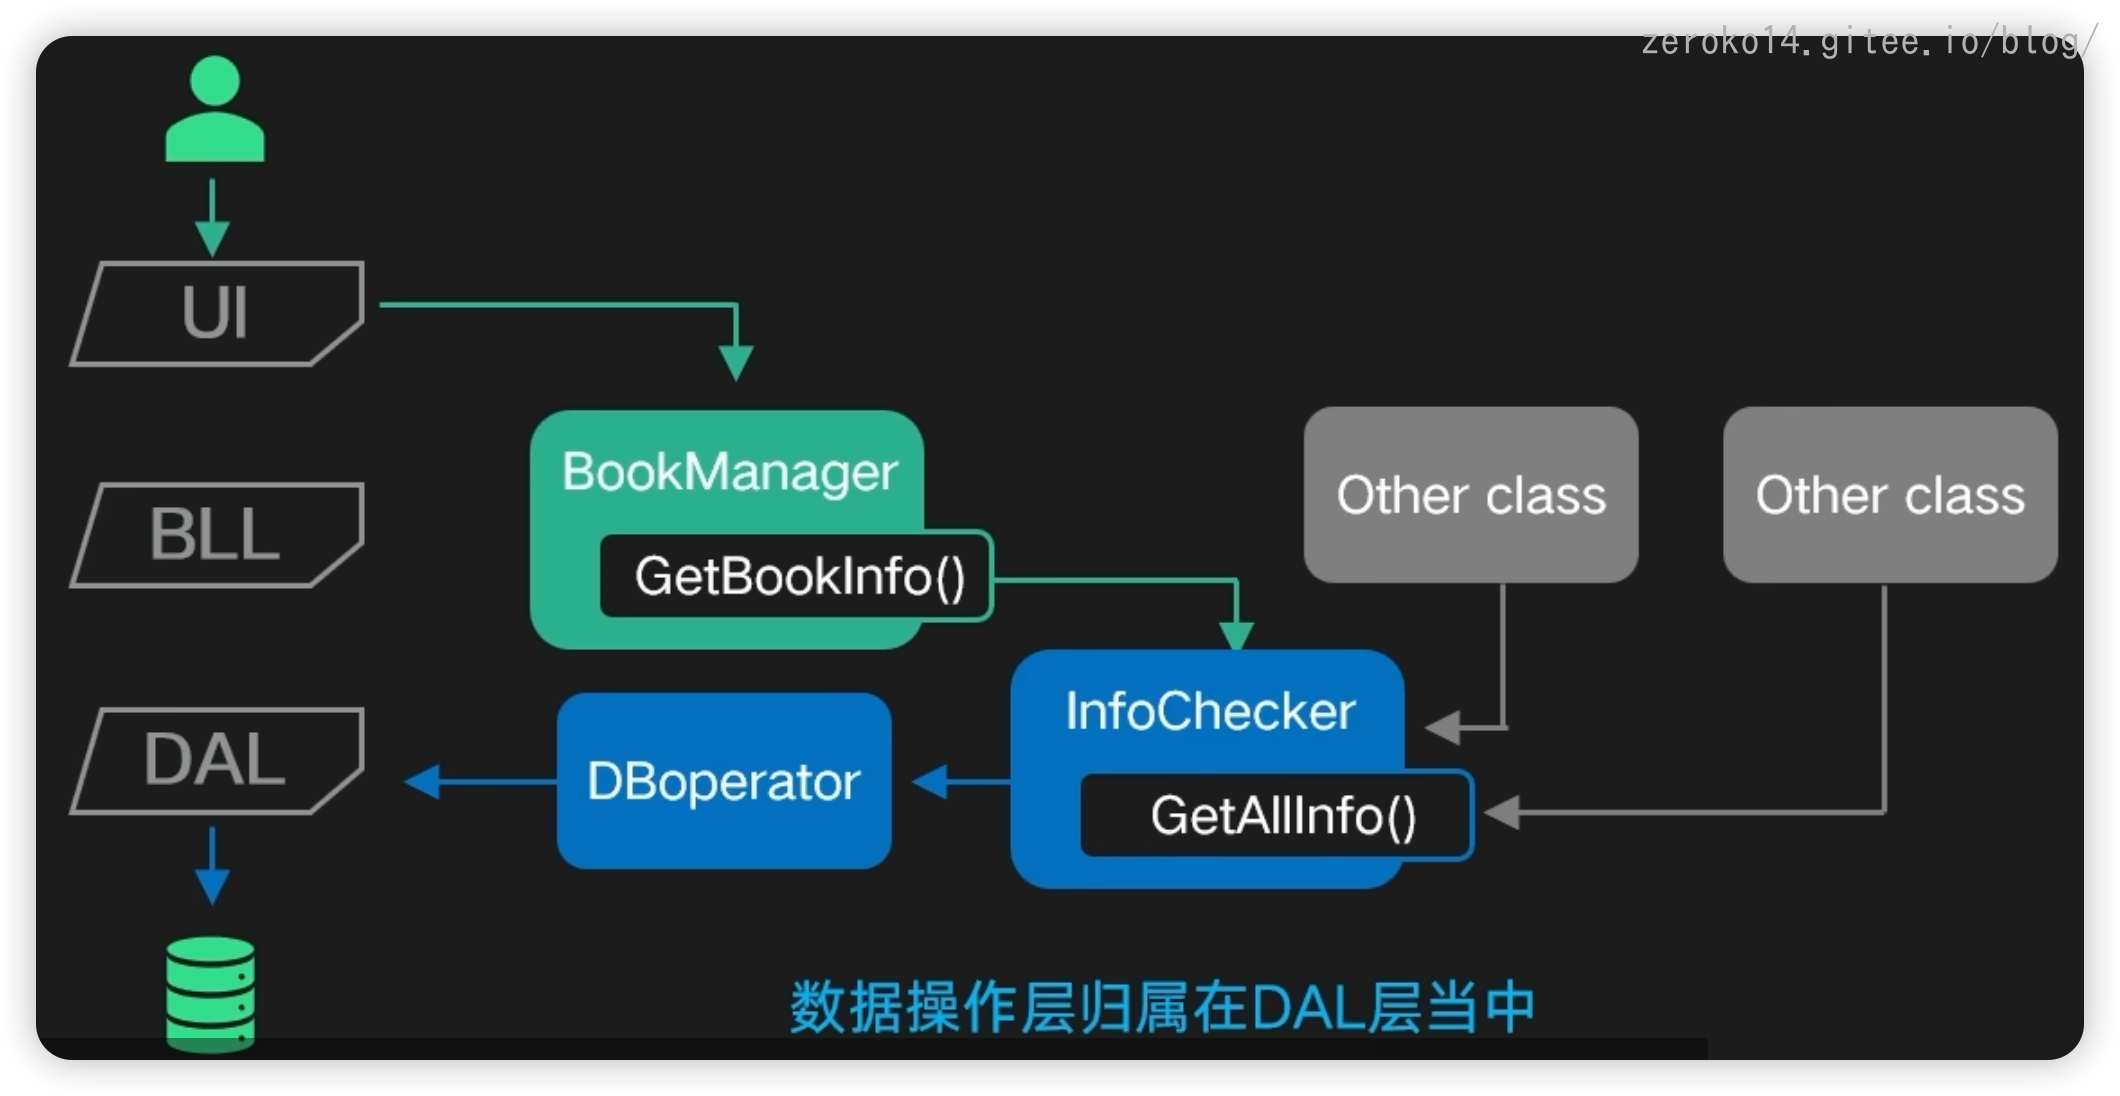 zeroko14.gitee.io/blog/
UI
BookManager
Other class
Other class
BLL
GetBookInfo()
InfoChecker
DAL
DBoperator
GetAllInfo()
数据操作层归属在DAL层当中